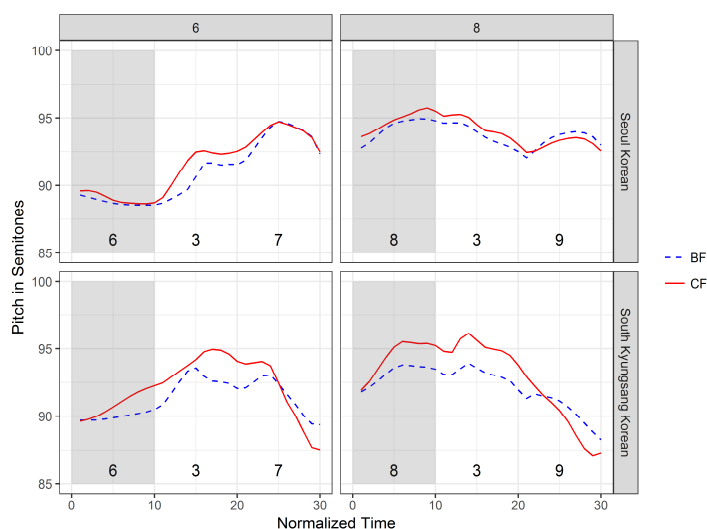 6
8
100
95
90
85
6 3 7
8 3 9
Seoul Korean
100
95
90
85
6 3 7
8 3 9
South Kyungsang Korean
0 10 20 30
0 10 20 30
Pitch in Semitones
Normalized Time
BF
CF